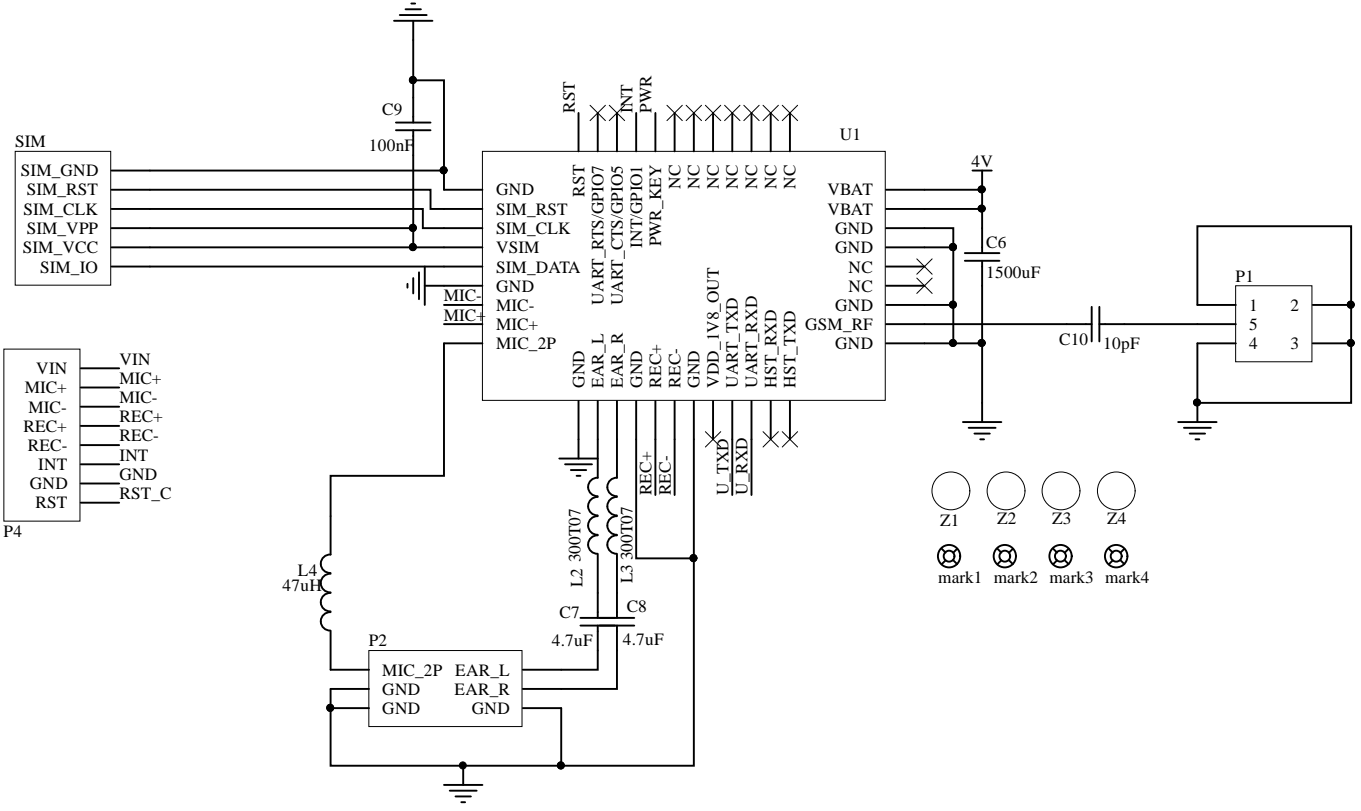 C9
100nF
SIM
SIM_GND
SIM_RST
SIM_CLK
SIM_VPP
SIM_VCC
SIM_IO
RST
INT
PWR
U1
RST
UART_RTS/GPIO7
UART_CTS/GPIO5
INT/GPIO1
PWR_KEY
NC
NC
NC
NC
NC
NC
NC
GND
SIM_RST
SIM_CLK
VSIM
SIM_DATA
GND
MIC-
MIC+
MIC_2P
MIC-
MIC+
VBAT
VBAT
GND
GND
NC
NC
GND
GSM_RF
GND
GND
EAR_L
EAR_R
GND
REC+
REC-
GND
VDD_1V8_OUT
UART_TXD
UART_RXD
HST_RXD
HST_TXD
4V
C6
1500uF
C10
10pF
P1
1
5
4
2
3
VIN
MIC+
MIC-
REC+
REC-
INT
GND
RST
VIN
MIC+
MIC-
REC+
REC-
INT
GND
RST_C
P4
REC+
REC-
U_TXD
U_RXD
L2 300T07
L3 300T07
L4
47uH
C7
4.7uF
C8
4.7uF
P2
MIC_2P
GND
GND
EAR_L
EAR_R
GND
Z1
Z2
Z3
Z4
mark1
mark2
mark3
mark4